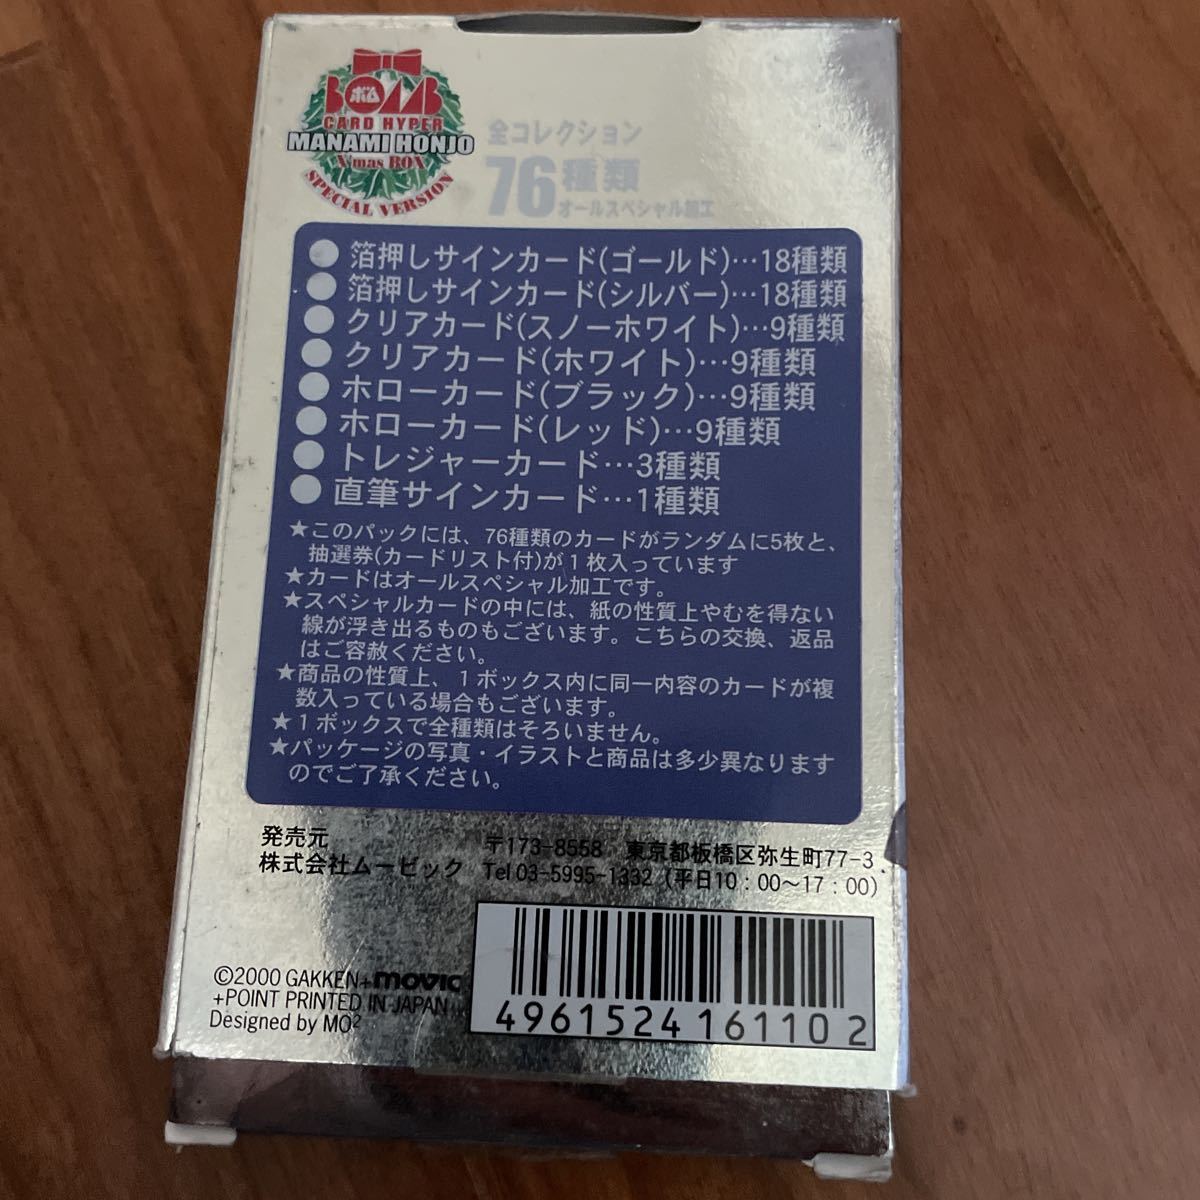 BOMB
ボム
CARD HYPER
MANAMI HONJO
X'mas BOX
SPECIAL VERSION
全コレクション
76種類
オールスペシャル加工
●箔押しサインカード(ゴールド)…18種類
●箔押しサインカード(シルバー)…18種類
●クリアカード(スノーホワイト)…9種類
●クリアカード(ホワイト)…9種類
●ホローカード(ブラック)…9種類
●ホローカード(レッド)…9種類
●トレジャーカード…3種類
●直筆サインカード…1種類
★このパックには、76種類のカードがランダムに5枚と、
抽選券(カードリスト付)が1枚入っています
★カードはオールスペシャル加工です。
★スペシャルカードの中には、紙の性質上やむを得ない
線が浮き出るものもございます。こちらの交換、返品
はご容赦ください。
★商品の性質上、1ボックス内に同一内容のカードが複
数入っている場合もございます。
★1ボックスで全種類はそろいません。
★パッケージの写真・イラストと商品は多少異なります
のでご了承ください。
発売元
株式会社ムービック
〒173-8558 東京都板橋区弥生町77-3
Tel 03-5995-1332 (平日10:00～17:00)
©2000 GAKKEN+movic
+POINT PRINTED IN JAPAN
Designed by MO²
4961524161102